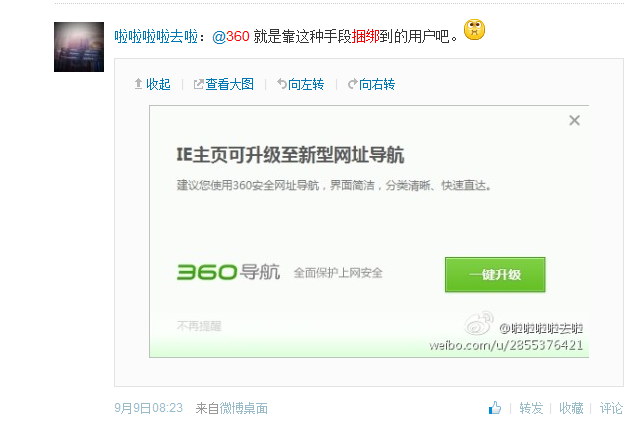 啦啦啦啦去啦：@360 就是靠这种手段捆绑到的用户吧。
收起 查看大图 向左转 向右转
IE主页可升级至新型网址导航
建议您使用360安全网址导航，界面简洁，分类清晰、快速直达。
360导航 全面保护上网安全 一键升级
不再提醒
@啦啦啦啦去啦
weibo.com/u/2855376421
9月9日08:23 来自微博桌面 转发 收藏 评论